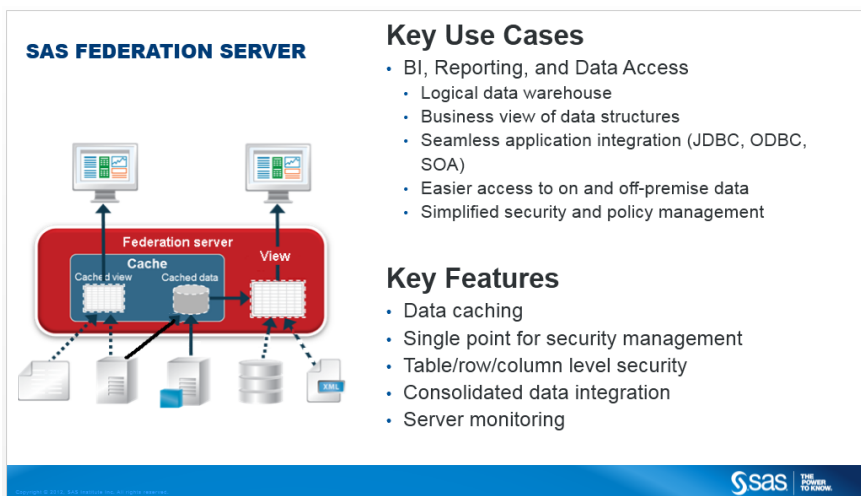 SAS FEDERATION SERVER
Federation server
Cache
Cached view
Cached data
View
XML
Key Use Cases
• BI, Reporting, and Data Access
• Logical data warehouse
• Business view of data structures
• Seamless application integration (JDBC, ODBC,
SOA)
• Easier access to on and off-premise data
• Simplified security and policy management
Key Features
• Data caching
• Single point for security management
• Table/row/column level security
• Consolidated data integration
• Server monitoring
sas
THE
POWER
TO KNOW.